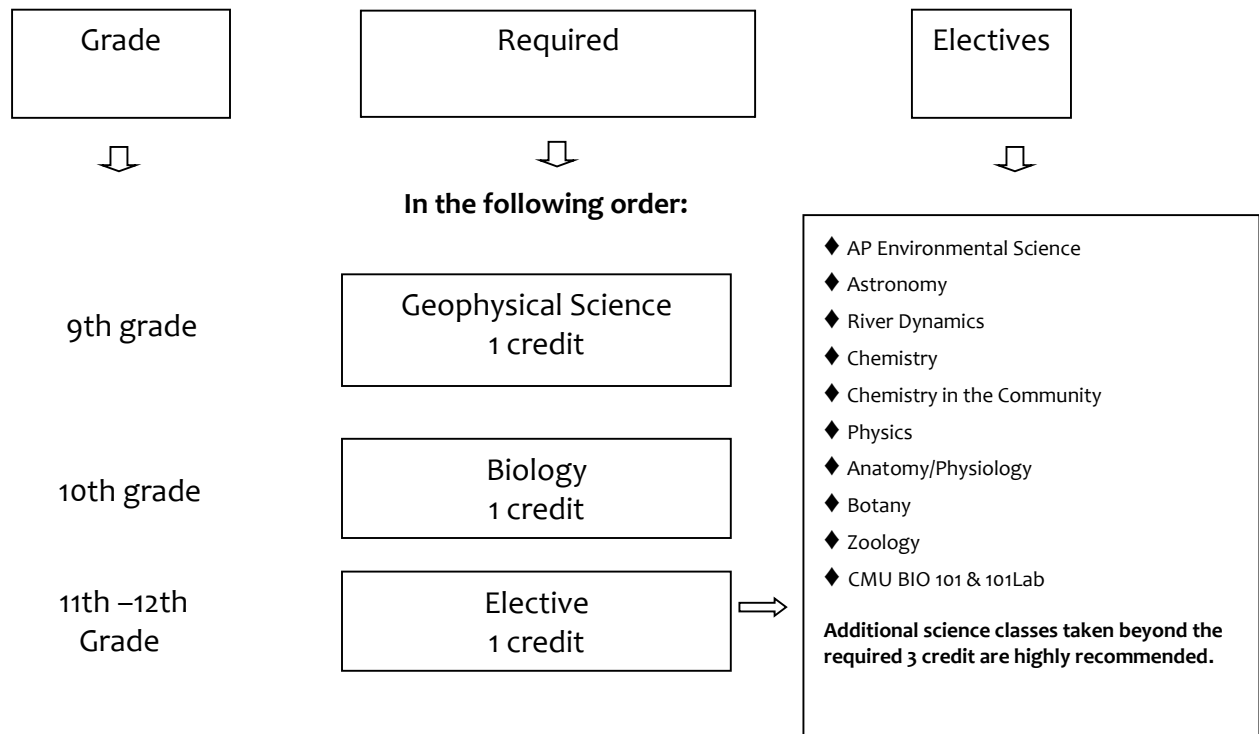 Grade
Required
Electives
In the following order:
9th grade
Geophysical Science
1 credit
10th grade
Biology
1 credit
11th –12th
Grade
Elective
1 credit
♦ AP Environmental Science
♦ Astronomy
♦ River Dynamics
♦ Chemistry
♦ Chemistry in the Community
♦ Physics
♦ Anatomy/Physiology
♦ Botany
♦ Zoology
♦ CMU BIO 101 & 101Lab
Additional science classes taken beyond the
required 3 credit are highly recommended.